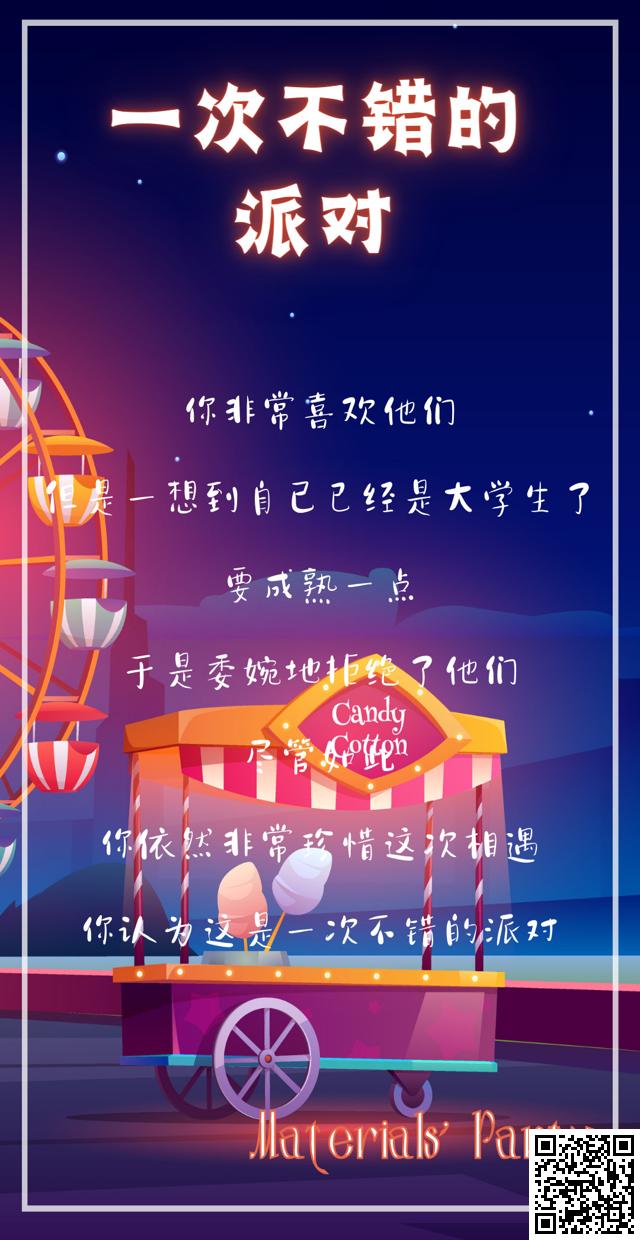 一次不错的
派对
你非常喜欢他们
但是一想到自己已经是大学生了
要成熟一点
于是委婉地拒绝了他们
Candy
Cotton
尽管如此
你依然非常珍惜这次相遇
你认为这是一次不错的派对
Materials'